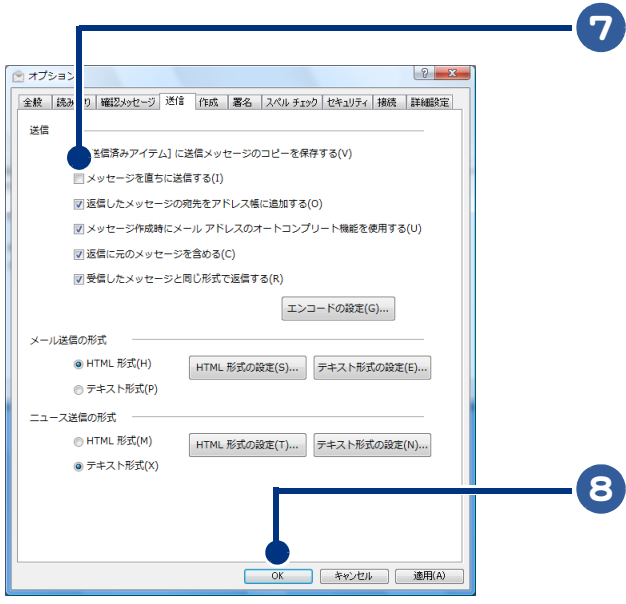 7
オプション
?
x
全般
読み
り
確認メッセージ
送信
作成
署名
スペル チェック
セキュリティ
接続
詳細設定
送信
送信済みアイテム] に送信メッセージのコピーを保存する(V)
メッセージを直ちに送信する(I)
返信したメッセージの宛先をアドレス帳に追加する(O)
メッセージ作成時にメール アドレスのオートコンプリート機能を使用する(U)
返信に元のメッセージを含める(C)
受信したメッセージと同じ形式で返信する(R)
エンコードの設定(G)...
メール送信の形式
HTML 形式(H)
HTML 形式の設定(S)...
テキスト形式の設定(E)...
テキスト形式(P)
ニュース送信の形式
HTML 形式(M)
HTML 形式の設定(T)...
テキスト形式の設定(N)...
テキスト形式(X)
8
OK
キャンセル
適用(A)